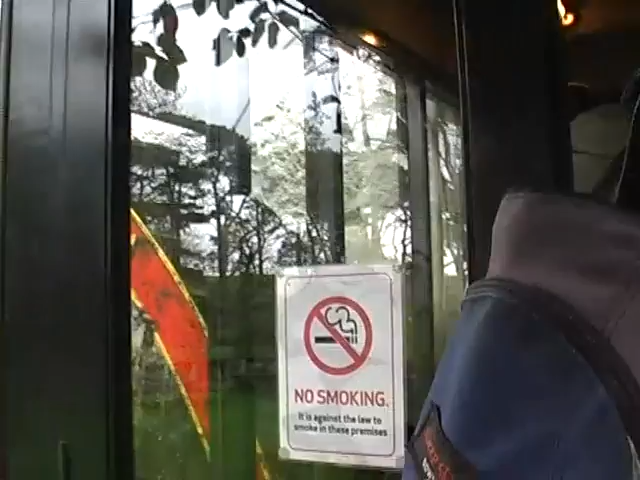 NO SMOKING.
It is against the law to
smoke in these premises